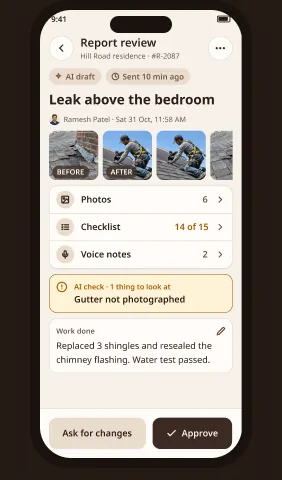 9:41
Report review
Hill Road residence · #R-2087
AI draft
Sent 10 min ago
Leak above the bedroom
Ramesh Patel · Sat 31 Oct, 11:58 AM
BEFORE
AFTER
Photos 6
Checklist 14 of 15
Voice notes 2
AI check · 1 thing to look at
Gutter not photographed
Work done
Replaced 3 shingles and resealed the
chimney flashing. Water test passed.
Ask for changes
Approve